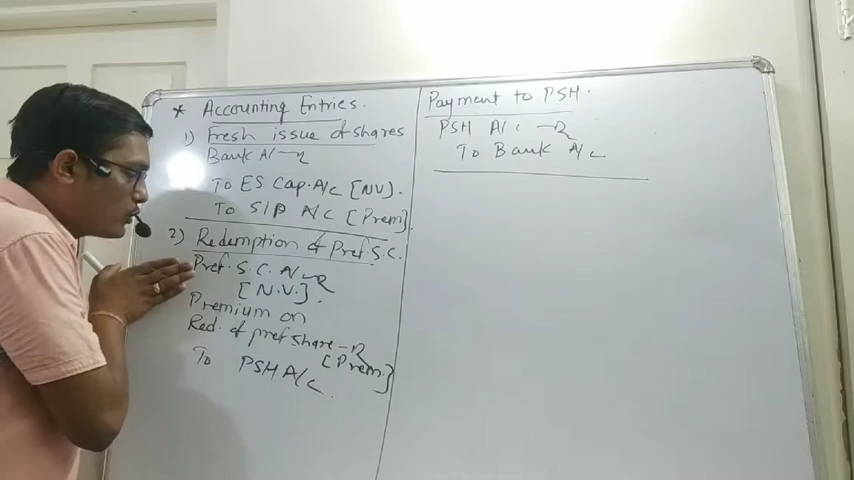 * Accounting Entries.
1) Fresh issue of shares
Bank A/c Dr
To ES Cap. A/c [NV].
To S/P A/c [Prem].
2) Redemption of Pref. S.C.
Pref. S. C. A/c Dr
[N.V.].
Premium on
Red. of pref share - Dr
[Prem.]
To PSH A/c.
Payment to PSH.
PSH A/c - Dr
To Bank A/c